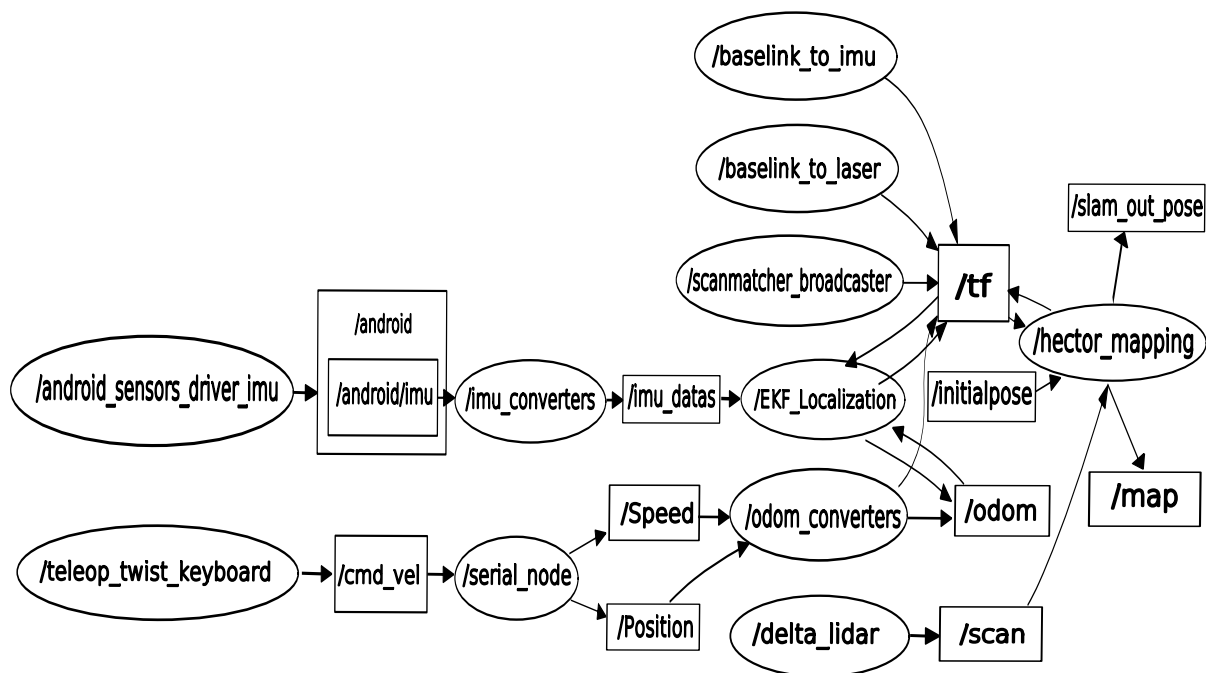 /baselink_to_imu
/baselink_to_laser
/slam_out_pose
/scanmatcher_broadcaster
/tf
/android
/hector_mapping
/android_sensors_driver_imu
/android/imu
/imu_converters
/imu_datas
/EKF_Localization
/initialpose
/map
/Speed
/odom_converters
/odom
/teleop_twist_keyboard
/cmd_vel
/serial_node
/Position
/delta_lidar
/scan